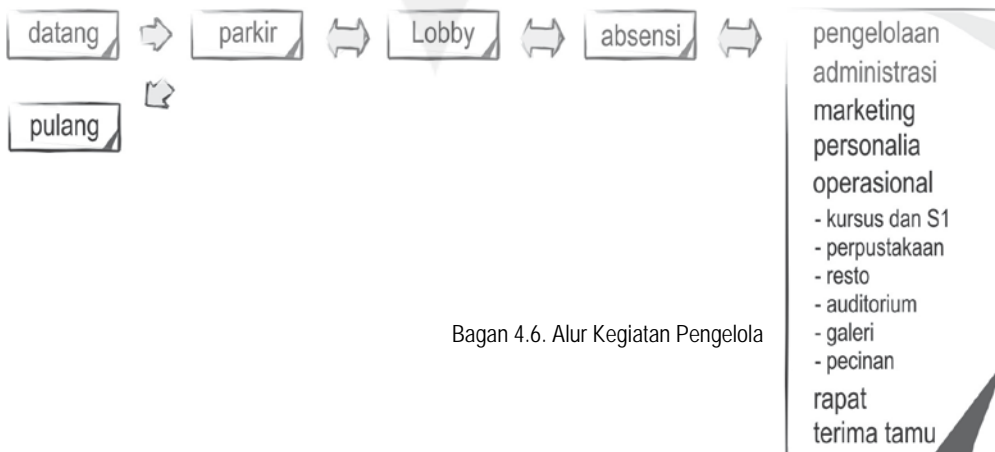 datang
parkir
Lobby
absensi
pulang
pengelolaan
administrasi
marketing
personalia
operasional
- kursus dan S1
- perpustakaan
- resto
- auditorium
- galeri
- pecinan
rapat
terima tamu
Bagan 4.6. Alur Kegiatan Pengelola